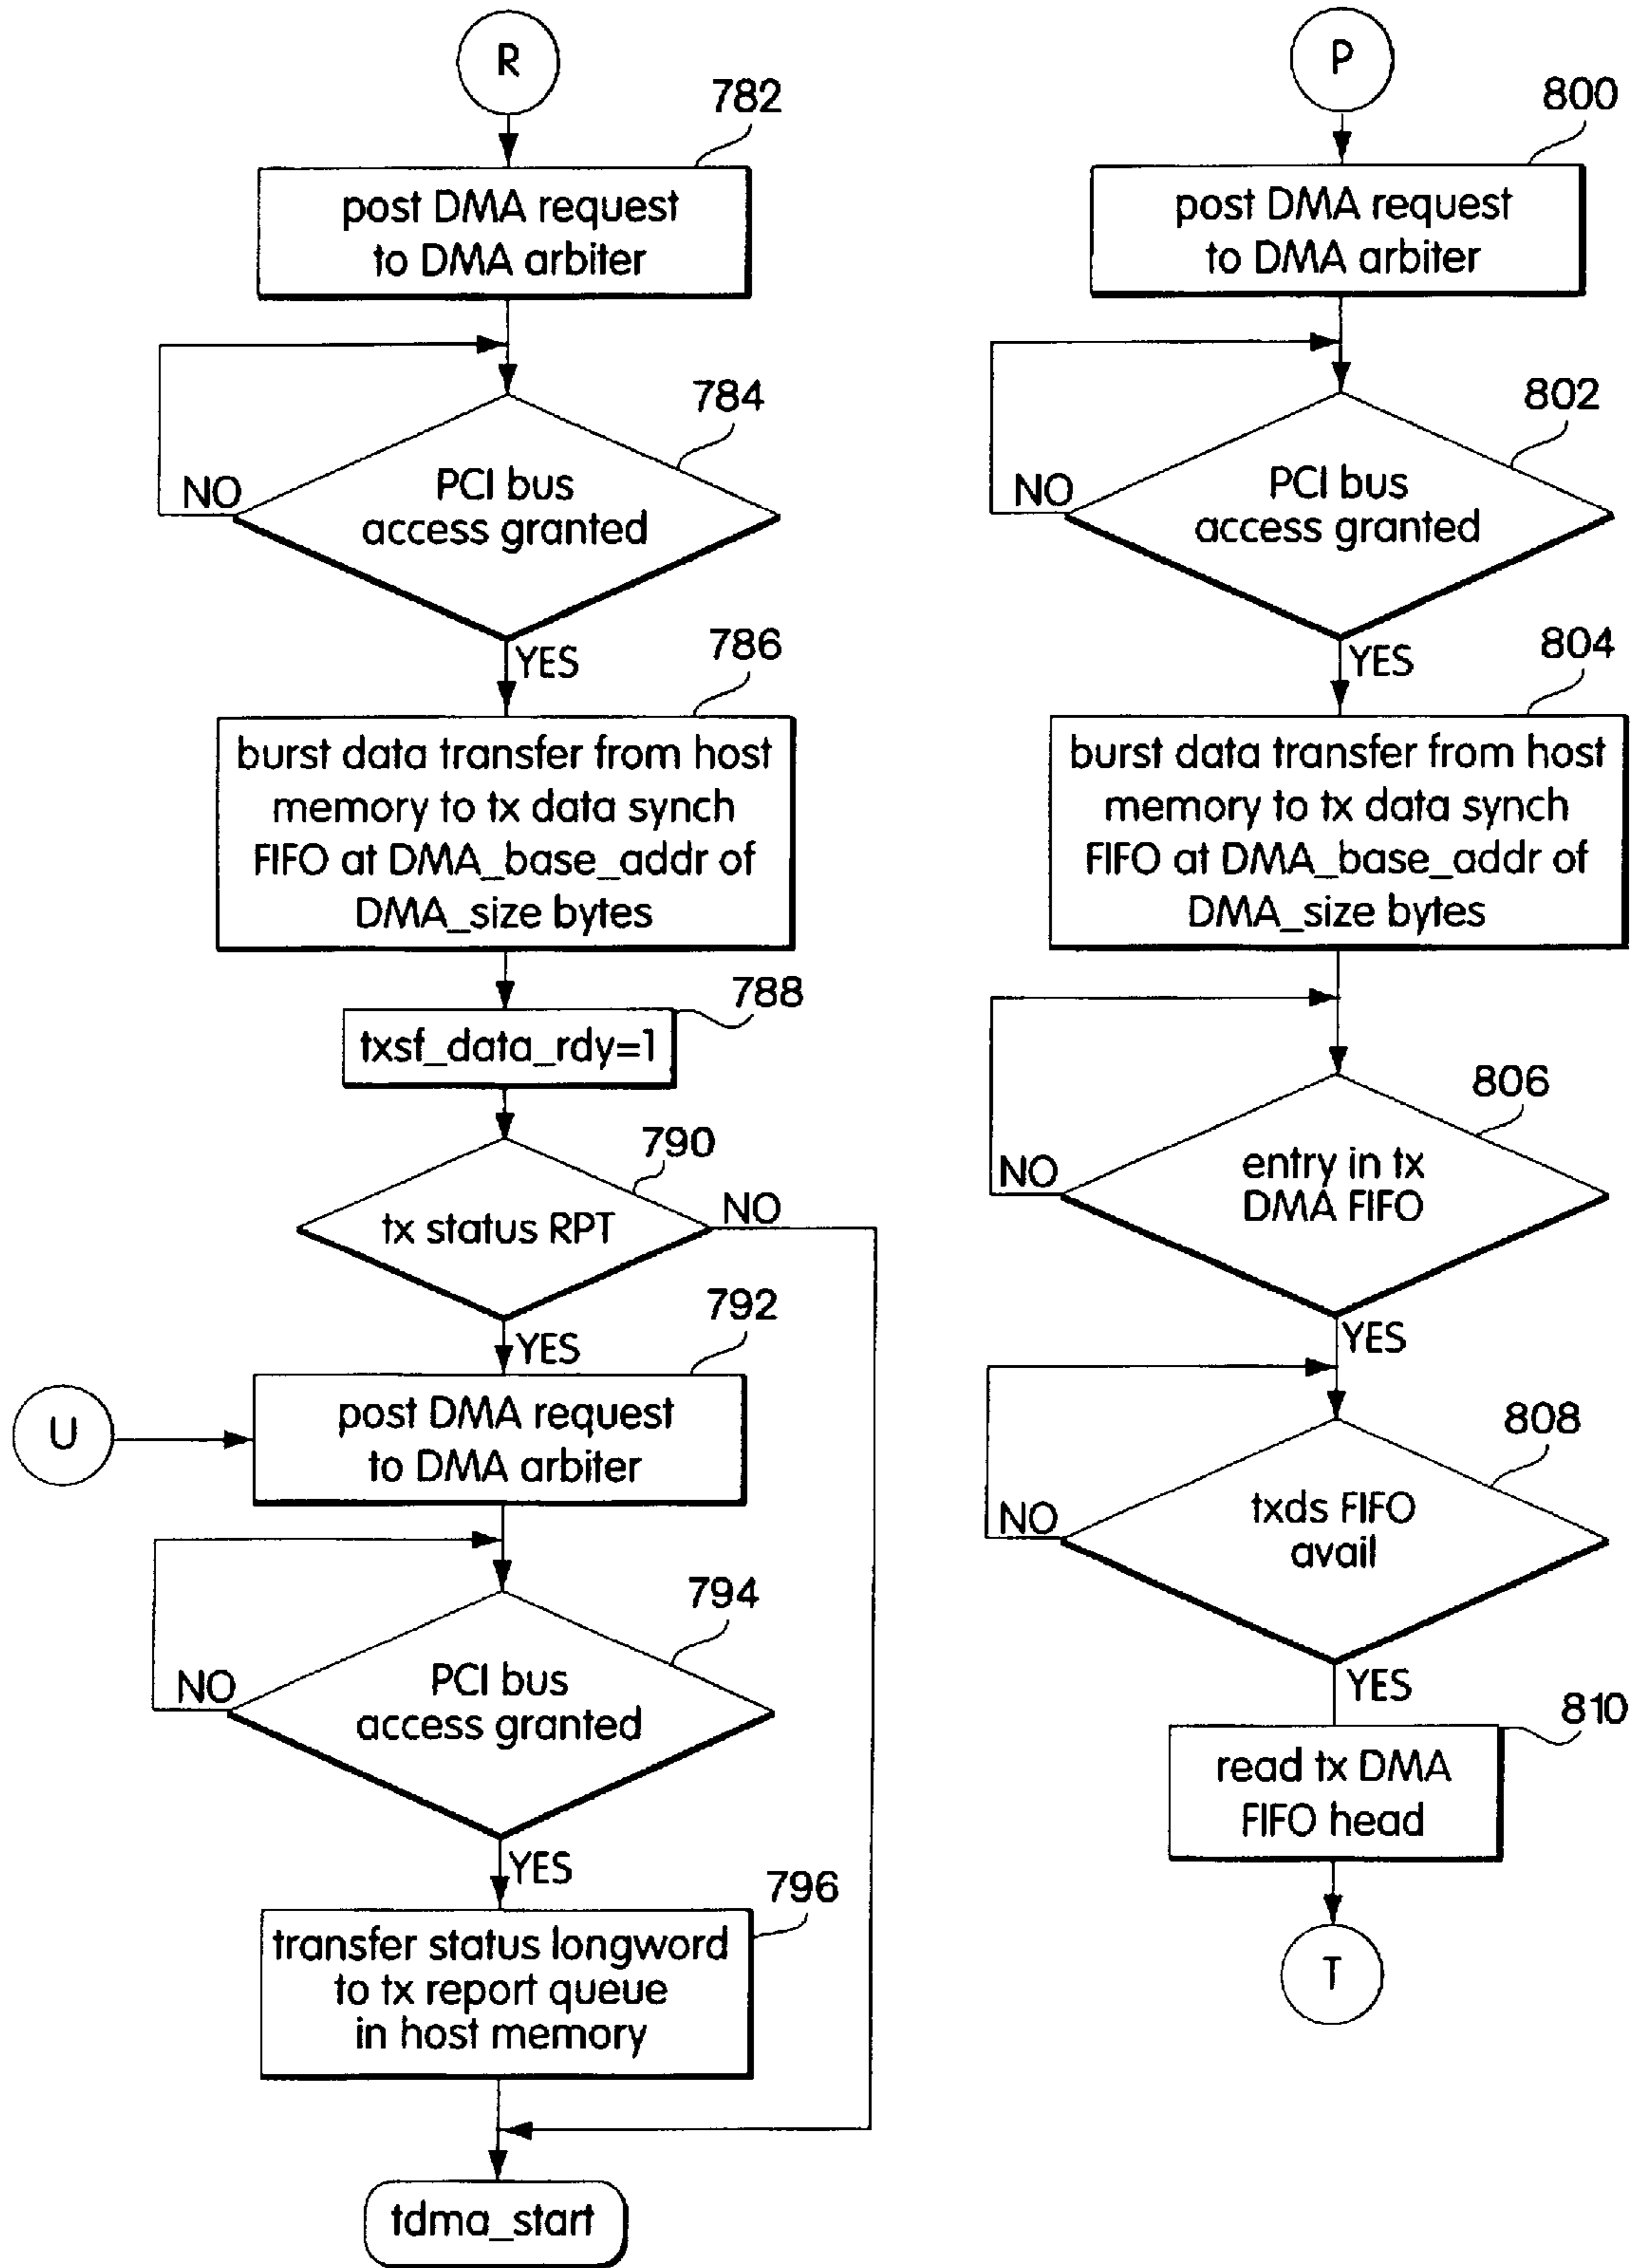 R
782
post DMA request
to DMA arbiter
784
PCI bus
access granted
NO
YES
786
burst data transfer from host
memory to tx data synch
FIFO at DMA_base_addr of
DMA_size bytes
788
txsf_data_rdy=1
790
tx status RPT
NO
YES
792
U
post DMA request
to DMA arbiter
794
PCI bus
access granted
NO
YES
796
transfer status longword
to tx report queue
in host memory
tdma_start
P
800
post DMA request
to DMA arbiter
802
PCI bus
access granted
NO
YES
804
burst data transfer from host
memory to tx data synch
FIFO at DMA_base_addr of
DMA_size bytes
806
entry in tx
DMA FIFO
NO
YES
808
txds FIFO
avail
NO
YES
810
read tx DMA
FIFO head
T